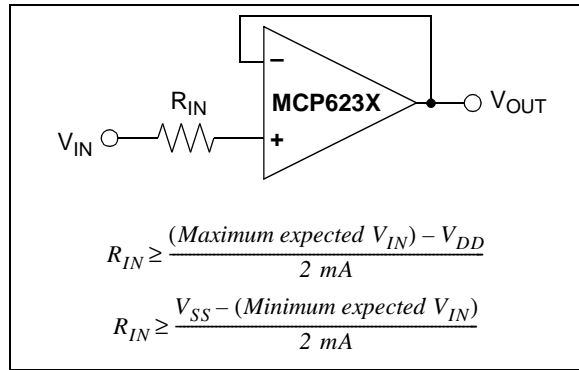 −
MCP623X
R_IN
V_OUT
V_IN
+
R_IN ≥ (Maximum expected V_IN) – V_DD / 2 mA
R_IN ≥ V_SS – (Minimum expected V_IN) / 2 mA